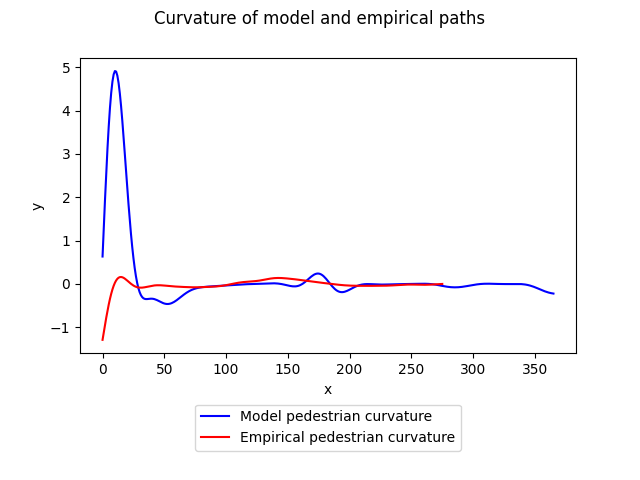 Curvature of model and empirical paths
5
4
3
2
1
0
−1
y
0 50 100 150 200 250 300 350
x
Model pedestrian curvature
Empirical pedestrian curvature